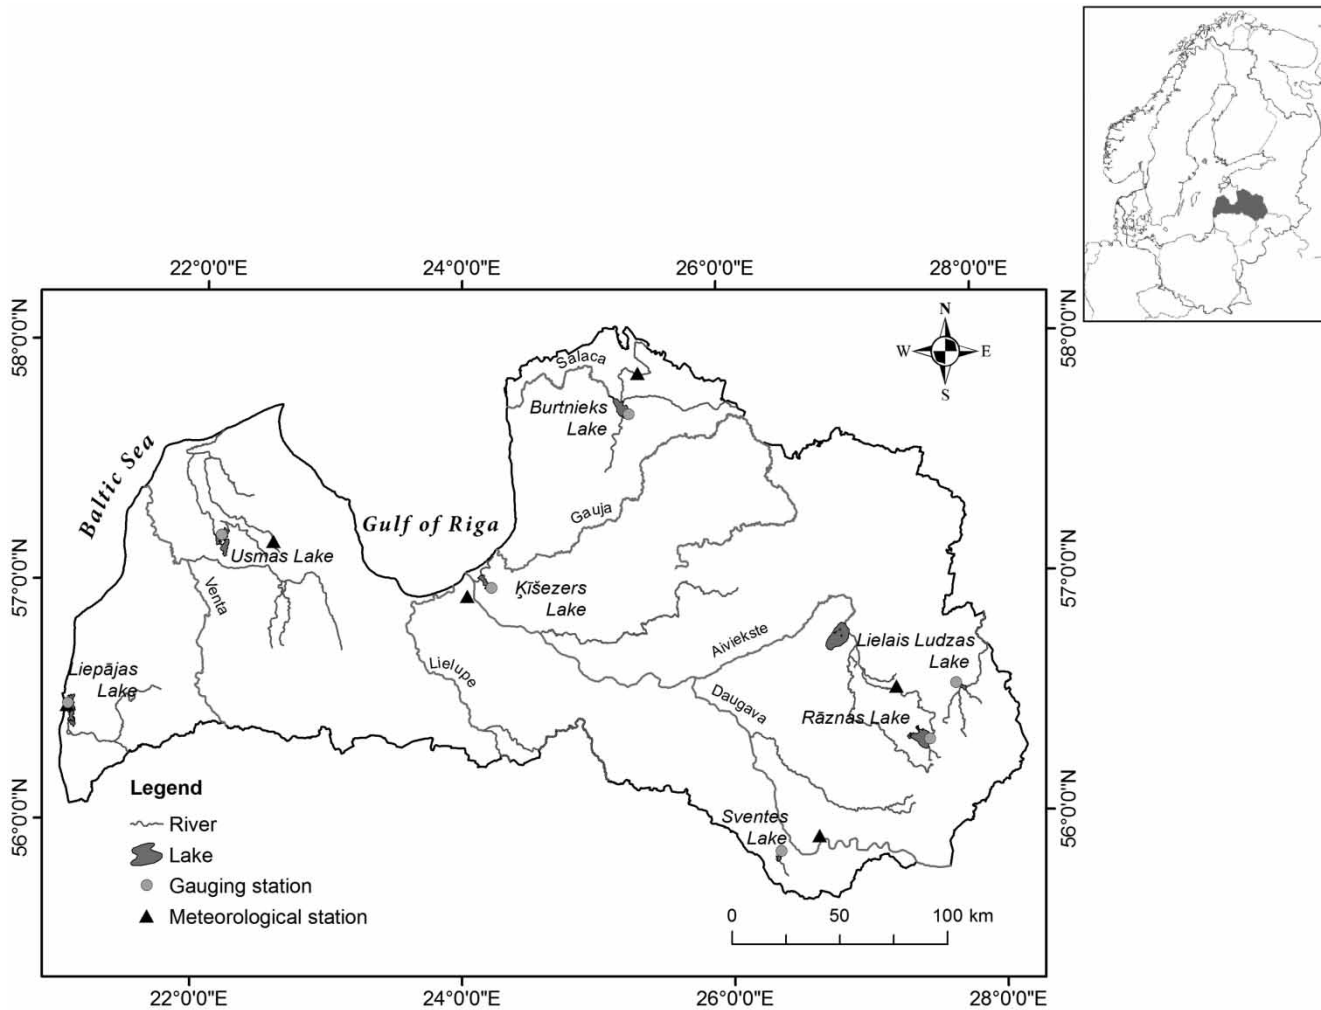 22°0'0"E
24°0'0"E
26°0'0"E
28°0'0"E
58°0'0"N
58°0'0"N
N
W
E
S
Salaca
Burtnieks
Lake
Baltic Sea
Gulf of Riga
Gauja
Usmas Lake
57°0'0"N
57°0'0"N
Venta
Ķīšezers
Lake
Aiviekste
Lielais Ludzas
Lake
Liepājas
Lake
Lielupe
Daugava
Rāznas Lake
56°0'0"N
56°0'0"N
Sventes
Lake
Legend
River
Lake
Gauging station
Meteorological station
0
50
100 km
22°0'0"E
24°0'0"E
26°0'0"E
28°0'0"E